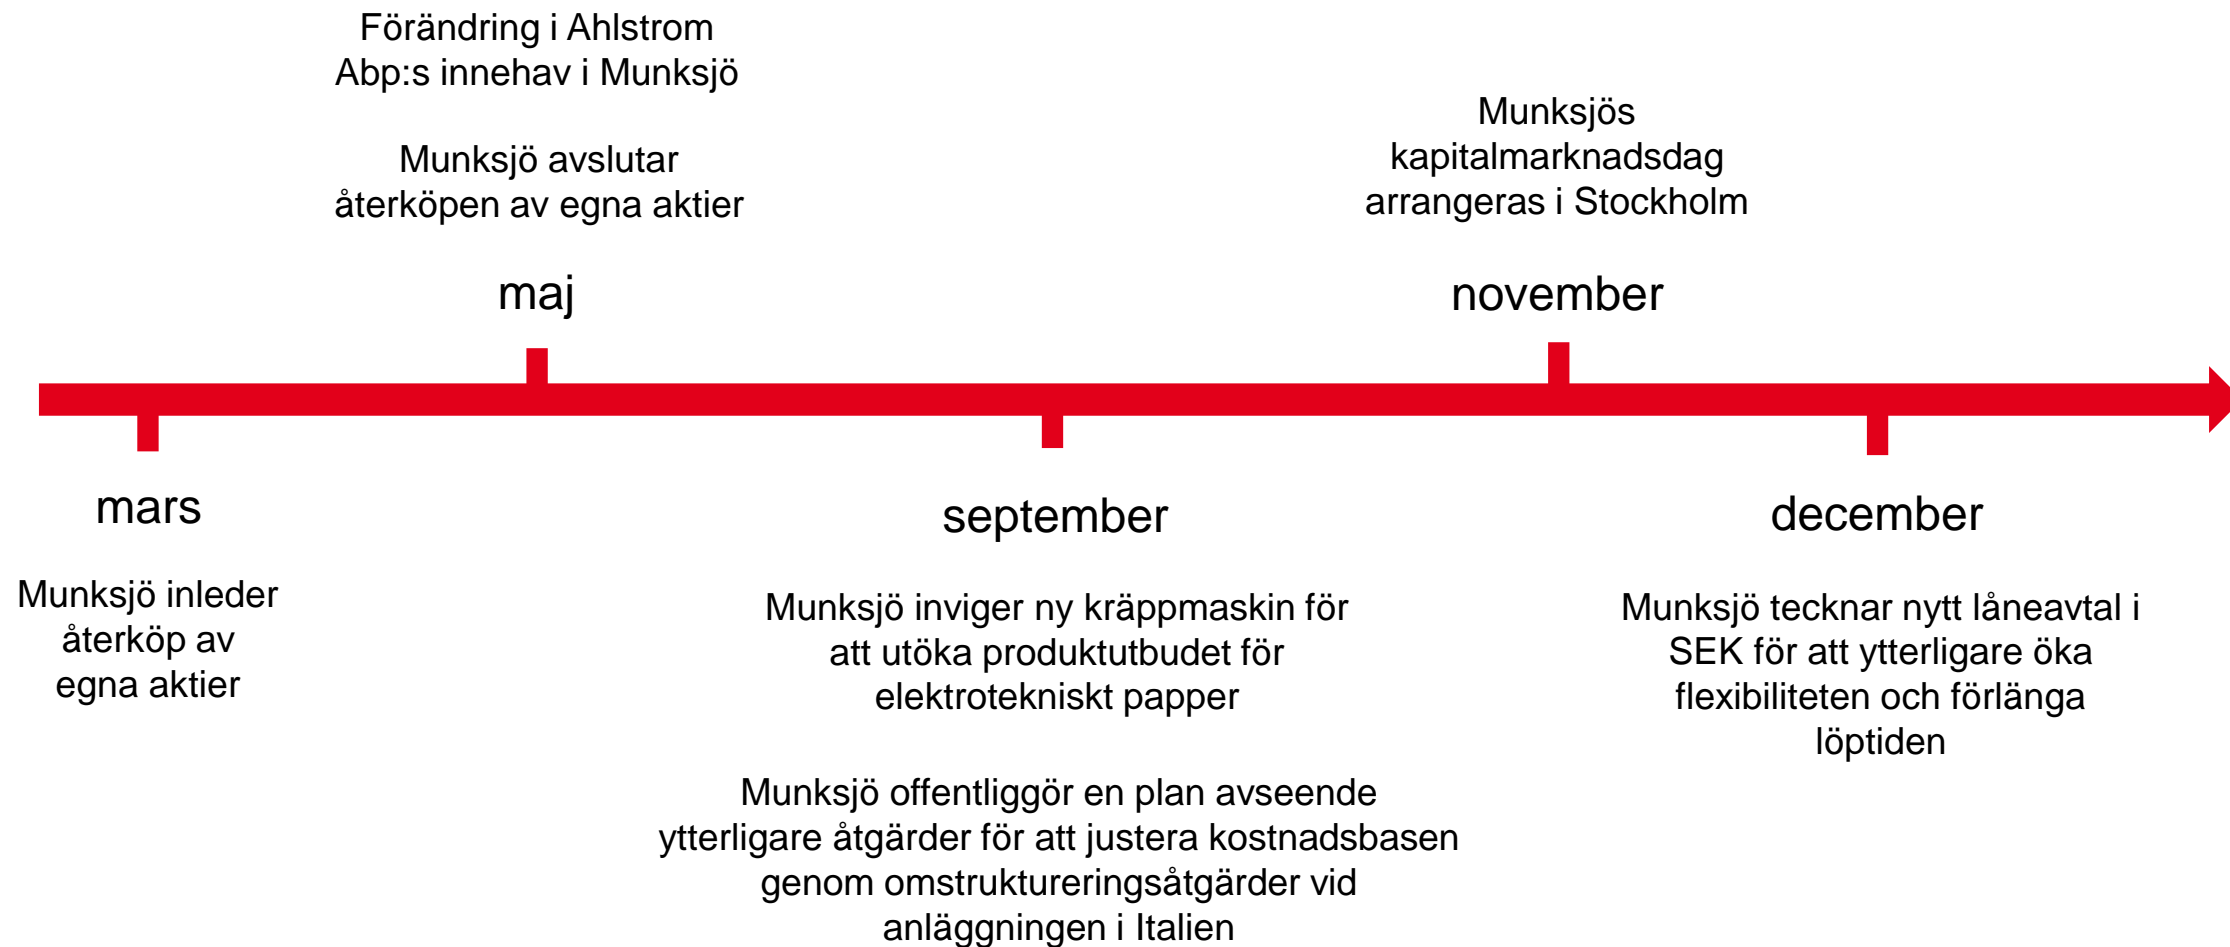 Förändring i Ahlstrom
Abp:s innehav i Munksjö
Munksjö avslutar
återköpen av egna aktier
maj
Munksjös
kapitalmarknadsdag
arrangeras i Stockholm
november
mars
Munksjö inleder
återköp av
egna aktier
september
Munksjö inviger ny kräppmaskin för
att utöka produktutbudet för
elektrotekniskt papper
Munksjö offentliggör en plan avseende
ytterligare åtgärder för att justera kostnadsbasen
genom omstruktureringsåtgärder vid
anläggningen i Italien
december
Munksjö tecknar nytt låneavtal i
SEK för att ytterligare öka
flexibiliteten och förlänga
löptiden